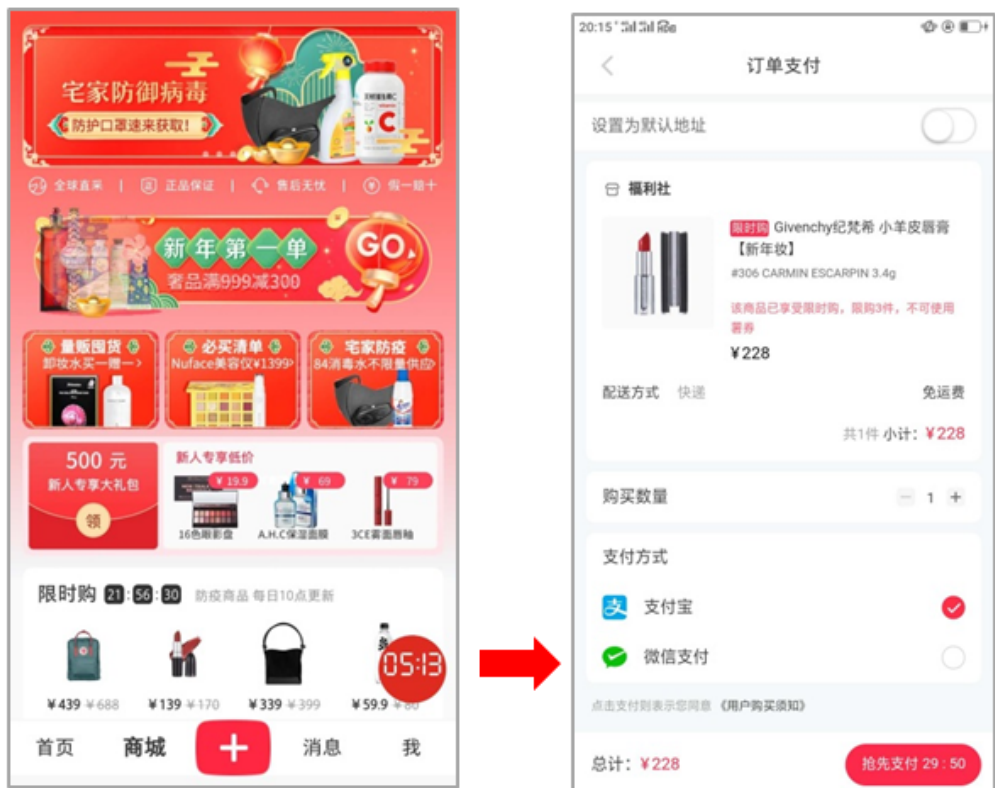 宅家防御病毒
防护口罩速来获取!
C
全球直采 | 正品保证 | 售后无忧 | 假一赔十
新年第一单
奢品满999减300
GO
量贩囤货
卸妆水买一赠一>
必买清单
Nuface美容仪¥1399>
宅家防疫
84消毒水不限量供应>
500 元
新人专享大礼包
领
新人专享低价
¥ 19.9
16色眼影盘
¥ 69
A.H.C保湿面膜
¥ 79
3CE雾面唇釉
限时购 21:56:30 防疫商品 每日10点更新
05:13
¥439 ¥688
¥139 ¥170
¥339 ¥399
¥59.9 ¥80
首页
商城
+
消息
我
20:15
订单支付
设置为默认地址
福利社
限时购 Givenchy纪梵希 小羊皮唇膏
【新年妆】
#306 CARMIN ESCARPIN 3.4g
该商品已享受限时购，限购3件，不可使用
薯券
¥228
配送方式 快递 免运费
共1件 小计：¥228
购买数量 − 1 +
支付方式
支 支付宝
微信支付
点击支付则表示您同意《用户购买须知》
总计：¥228
抢先支付 29 : 50